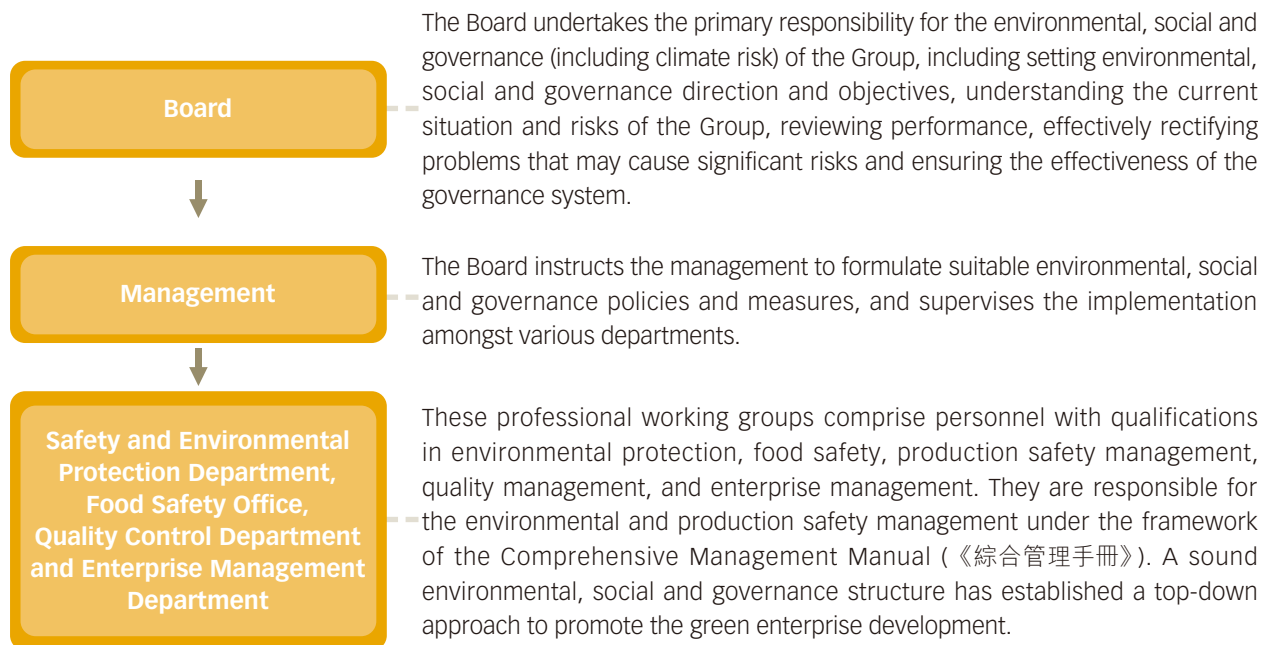 Board
The Board undertakes the primary responsibility for the environmental, social and
governance (including climate risk) of the Group, including setting environmental,
social and governance direction and objectives, understanding the current
situation and risks of the Group, reviewing performance, effectively rectifying
problems that may cause significant risks and ensuring the effectiveness of the
governance system.
Management
The Board instructs the management to formulate suitable environmental, social
and governance policies and measures, and supervises the implementation
amongst various departments.
Safety and Environmental
Protection Department,
Food Safety Office,
Quality Control Department
and Enterprise Management
Department
These professional working groups comprise personnel with qualifications
in environmental protection, food safety, production safety management,
quality management, and enterprise management. They are responsible for
the environmental and production safety management under the framework
of the Comprehensive Management Manual (《綜合管理手冊》). A sound
environmental, social and governance structure has established a top-down
approach to promote the green enterprise development.